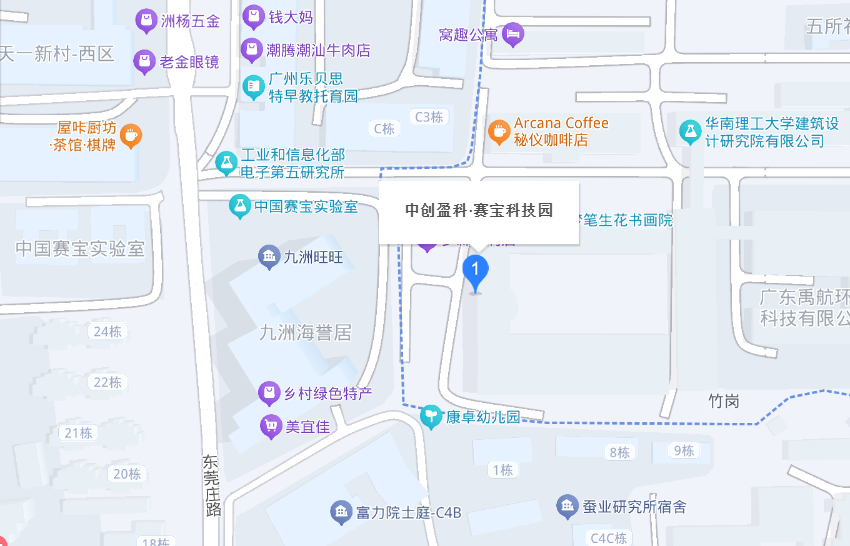 洲杨五金
钱大妈
窝趣公寓
五所社
天一新村-西区
老金眼镜
潮腾潮汕牛肉店
广州乐贝思
特早教托育园
C3栋
C栋
屋咔厨坊
·茶馆·棋牌
Arcana Coffee
秘仪咖啡店
华南理工大学建筑设
计研究院有限公司
工业和信息化部
电子第五研究所
中国赛宝实验室
中创盈科·赛宝科技园
笔生花书画院
中国赛宝实验室
九洲旺旺
1
广东禹航环
科技有限公
24栋
九洲海誉居
22栋
乡村绿色特产
竹岗
康卓幼儿园
美宜佳
21栋
8栋
9栋
1栋
20栋
东莞庄路
富力院士庭-C4B
蚕业研究所宿舍
18栋
C4C栋